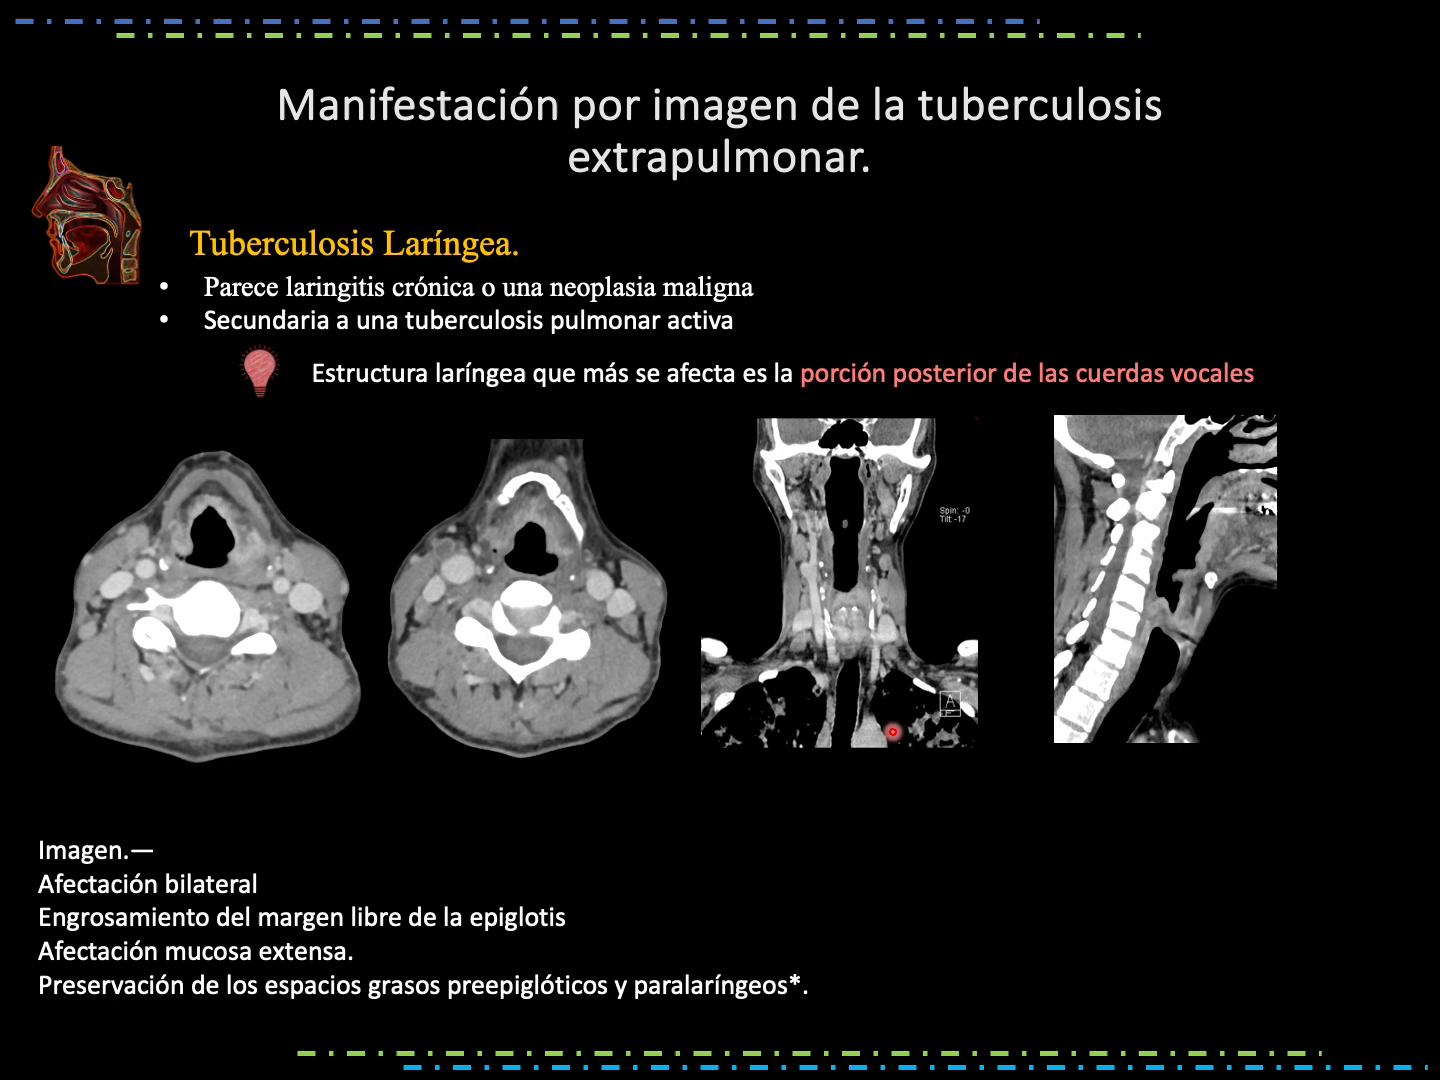 Manifestación por imagen de la tuberculosis
extrapulmonar.
Tuberculosis Laríngea.
• Parece laringitis crónica o una neoplasia maligna
• Secundaria a una tuberculosis pulmonar activa
Estructura laríngea que más se afecta es la porción posterior de las cuerdas vocales
Spin: -0
Tilt: -17
A
F
Imagen.—
Afectación bilateral
Engrosamiento del margen libre de la epiglotis
Afectación mucosa extensa.
Preservación de los espacios grasos preepiglóticos y paralaríngeos*.